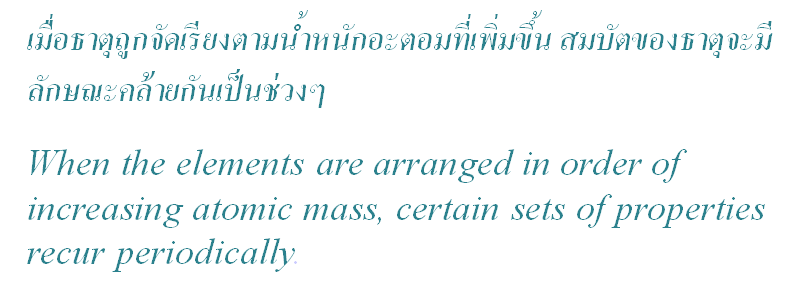 เมื่อธาตุถูกจัดเรียงตามน้ำหนักอะตอมที่เพิ่มขึ้น สมบัตของธาตุจะมี
ลักษณะคล้ายกันเป็นช่วงๆ
When the elements are arranged in order of
increasing atomic mass, certain sets of properties
recur periodically.